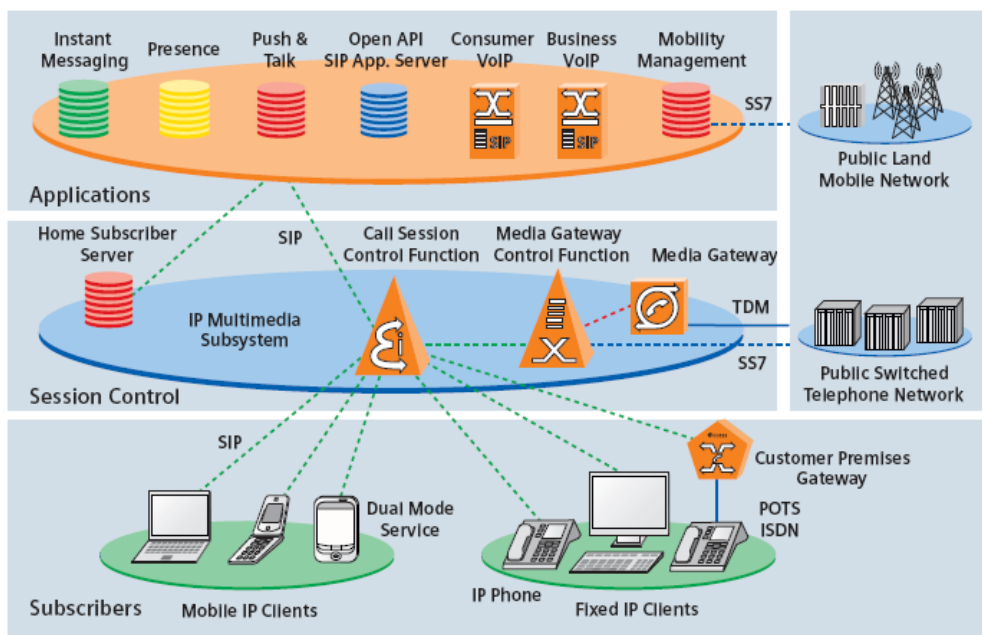 Instant
Messaging
Presence
Push &
Talk
Open API
SIP App. Server
Consumer
VoIP
Business
VoIP
Mobility
Management
SIP
SIP
SS7
Public Land
Mobile Network
Applications
Home Subscriber
Server
SIP
Call Session
Control Function
Media Gateway
Control Function
Media Gateway
IP Multimedia
Subsystem
i
TDM
SS7
Public Switched
Telephone Network
Session Control
SIP
Dual Mode
Service
Customer Premises
Gateway
POTS
ISDN
IP Phone
Subscribers
Mobile IP Clients
Fixed IP Clients